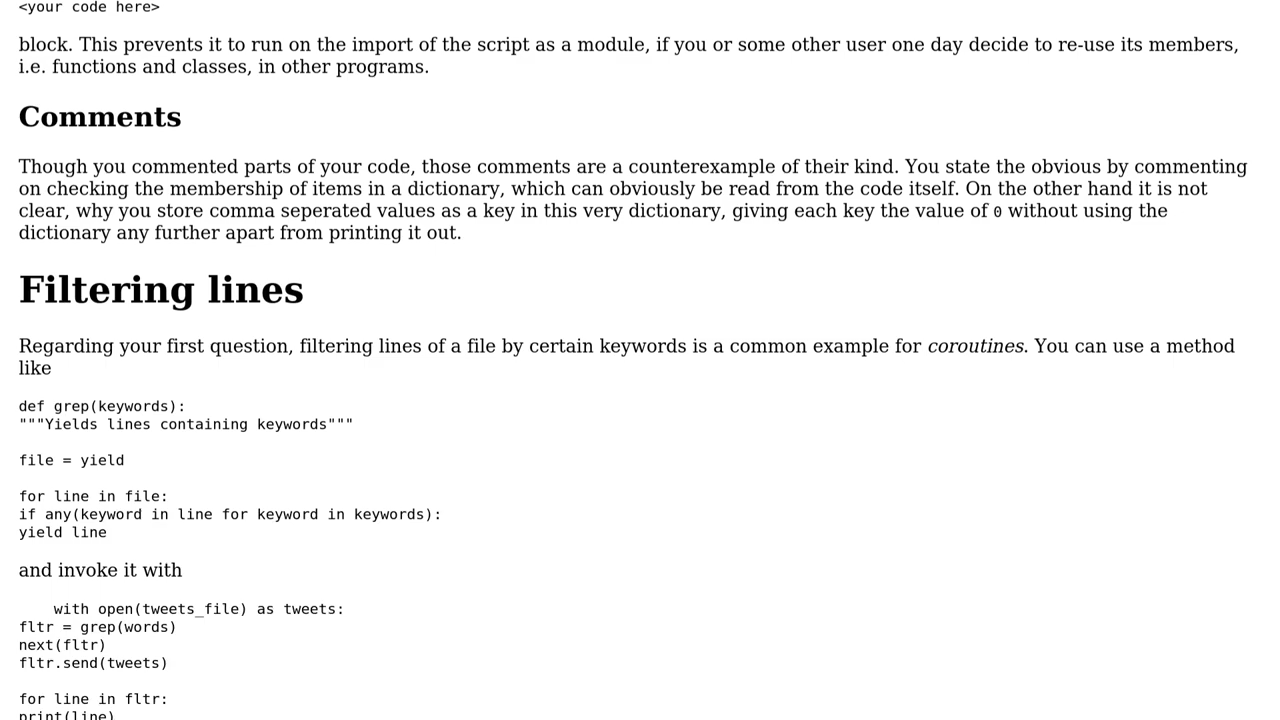 <your code here>
block. This prevents it to run on the import of the script as a module, if you or some other user one day decide to re-use its members,
i.e. functions and classes, in other programs.
Comments
Though you commented parts of your code, those comments are a counterexample of their kind. You state the obvious by commenting
on checking the membership of items in a dictionary, which can obviously be read from the code itself. On the other hand it is not
clear, why you store comma seperated values as a key in this very dictionary, giving each key the value of 0 without using the
dictionary any further apart from printing it out.
Filtering lines
Regarding your first question, filtering lines of a file by certain keywords is a common example for coroutines. You can use a method
like
def grep(keywords):
"""Yields lines containing keywords"""
file = yield
for line in file:
if any(keyword in line for keyword in keywords):
yield line
and invoke it with
    with open(tweets_file) as tweets:
fltr = grep(words)
next(fltr)
fltr.send(tweets)
for line in fltr:
print(line)